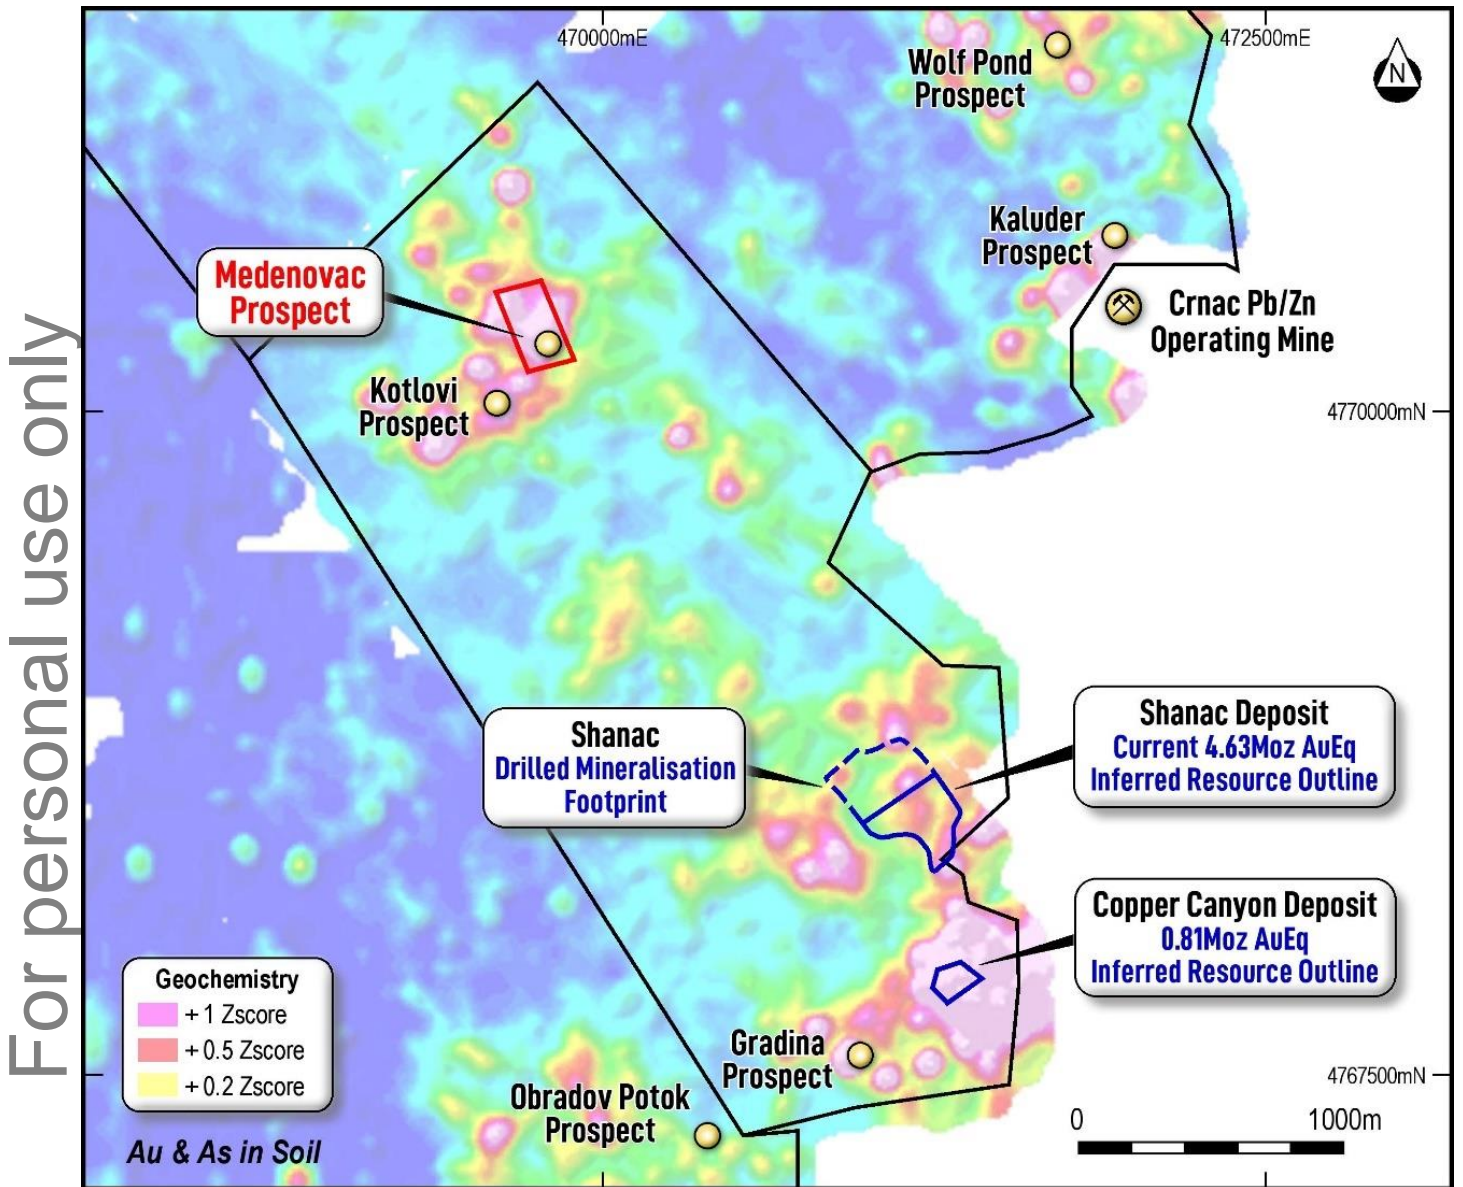 For personal use only
470000mE
472500mE
N
Wolf Pond
Prospect
Kaluder
Prospect
Medenovac
Prospect
Crnac Pb/Zn
Operating Mine
Kotlovi
Prospect
4770000mN
Shanac
Drilled Mineralisation
Footprint
Shanac Deposit
Current 4.63Moz AuEq
Inferred Resource Outline
Copper Canyon Deposit
0.81Moz AuEq
Inferred Resource Outline
Geochemistry
+ 1 Zscore
+ 0.5 Zscore
+ 0.2 Zscore
Au & As in Soil
Gradina
Prospect
Obradov Potok
Prospect
4767500mN
0
1000m